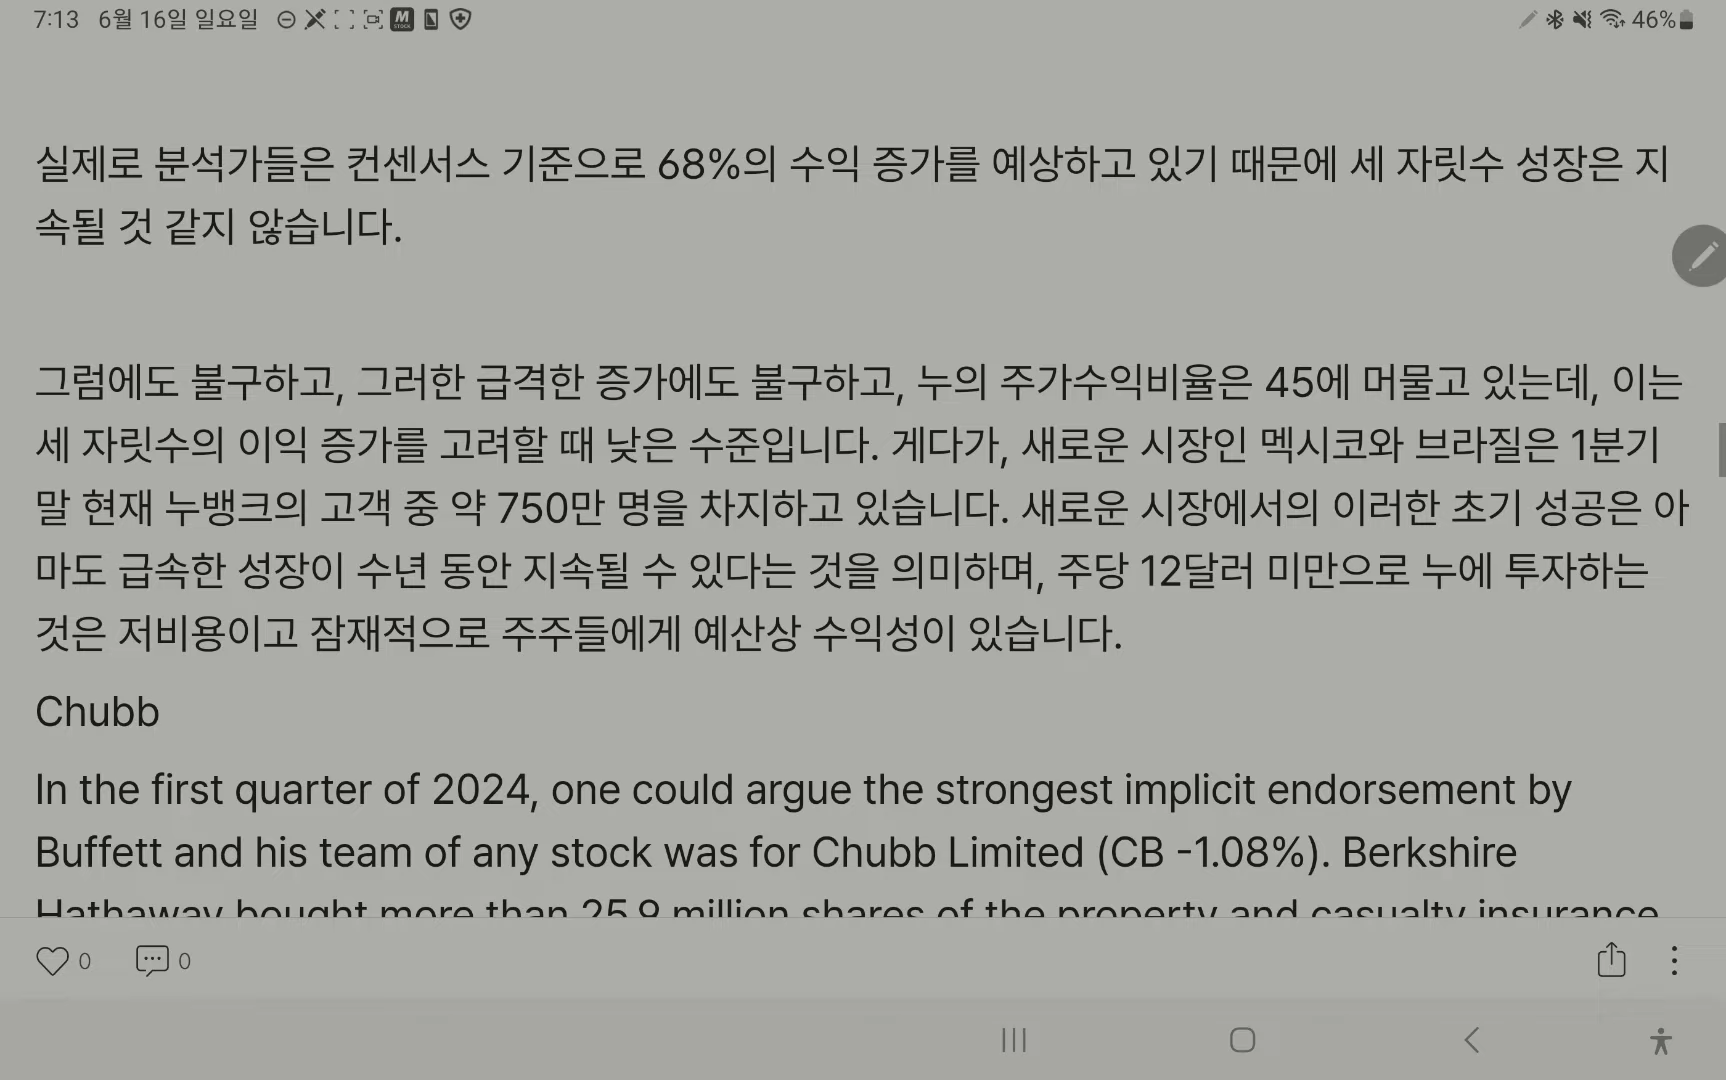 7:13 6월 16일 일요일
46%
실제로 분석가들은 컨센서스 기준으로 68%의 수익 증가를 예상하고 있기 때문에 세 자릿수 성장은 지
속될 것 같지 않습니다.
그럼에도 불구하고, 그러한 급격한 증가에도 불구하고, 누의 주가수익비율은 45에 머물고 있는데, 이는
세 자릿수의 이익 증가를 고려할 때 낮은 수준입니다. 게다가, 새로운 시장인 멕시코와 브라질은 1분기
말 현재 누뱅크의 고객 중 약 750만 명을 차지하고 있습니다. 새로운 시장에서의 이러한 초기 성공은 아
마도 급속한 성장이 수년 동안 지속될 수 있다는 것을 의미하며, 주당 12달러 미만으로 누에 투자하는
것은 저비용이고 잠재적으로 주주들에게 예산상 수익성이 있습니다.
Chubb
In the first quarter of 2024, one could argue the strongest implicit endorsement by
Buffett and his team of any stock was for Chubb Limited (CB -1.08%). Berkshire
Hathaway bought more than 25.9 million shares of the property and casualty insurance
0 0